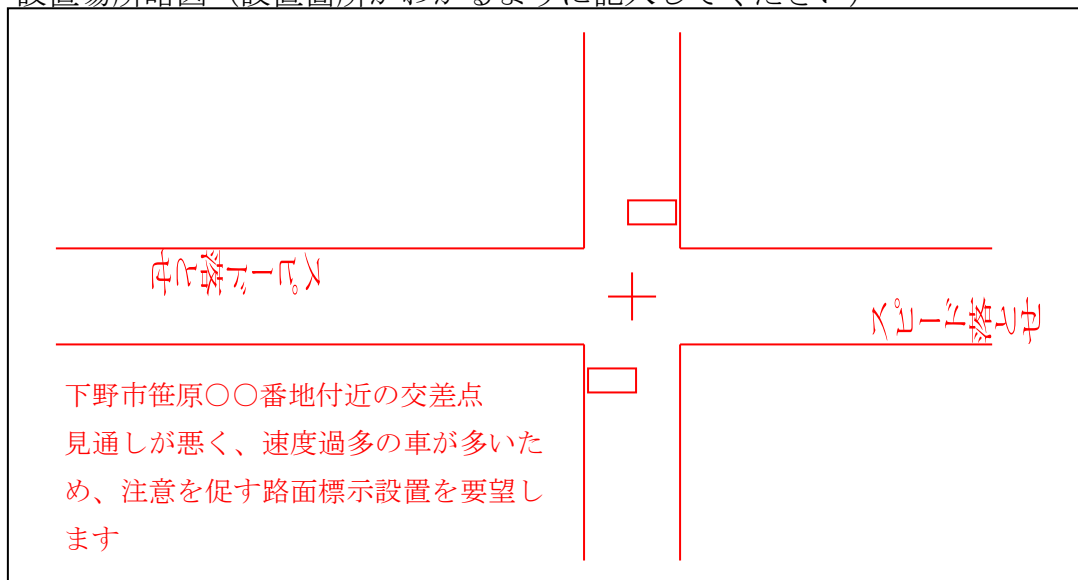 設置場所略図（設置箇所がわかるように記入してください）
スピード落とせ
スピード落とせ
下野市笹原〇〇番地付近の交差点
見通しが悪く、速度過多の車が多いた
め、注意を促す路面標示設置を要望し
ます